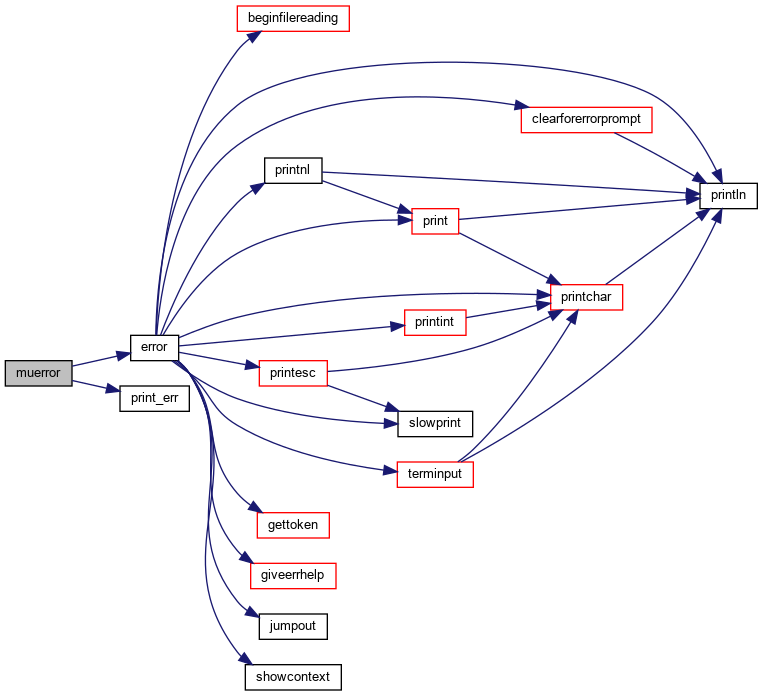 beginfilereading
clearforerrorprompt
printnl
println
print
printchar
printint
error
muerror
printesc
print_err
slowprint
terminput
gettoken
giveerrhelp
jumpout
showcontext